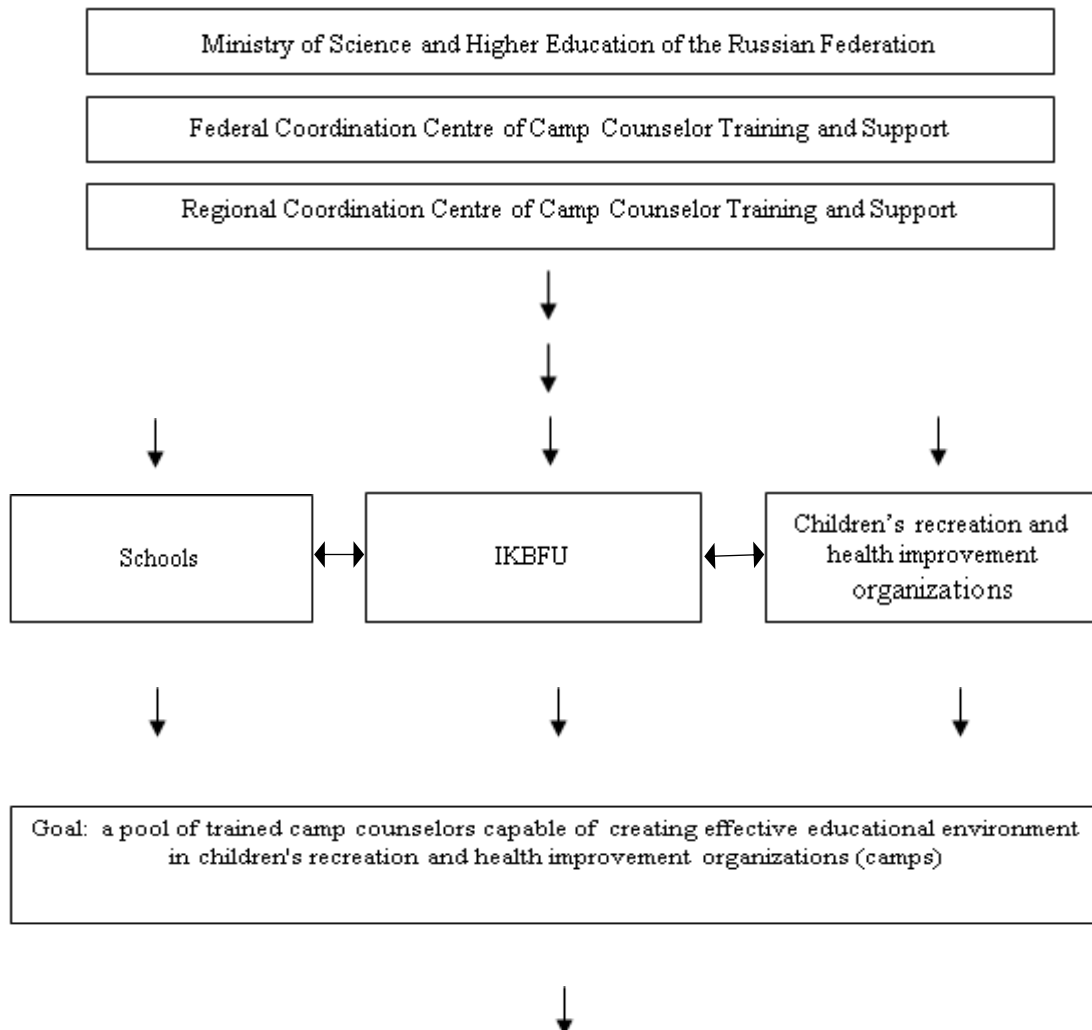 Ministry of Science and Higher Education of the Russian Federation
Federal Coordination Centre of Camp Counselor Training and Support
Regional Coordination Centre of Camp Counselor Training and Support
Schools
IKBFU
Children’s recreation and
health improvement
organizations
Goal: a pool of trained camp counselors capable of creating effective educational environment
in children's recreation and health improvement organizations (camps)